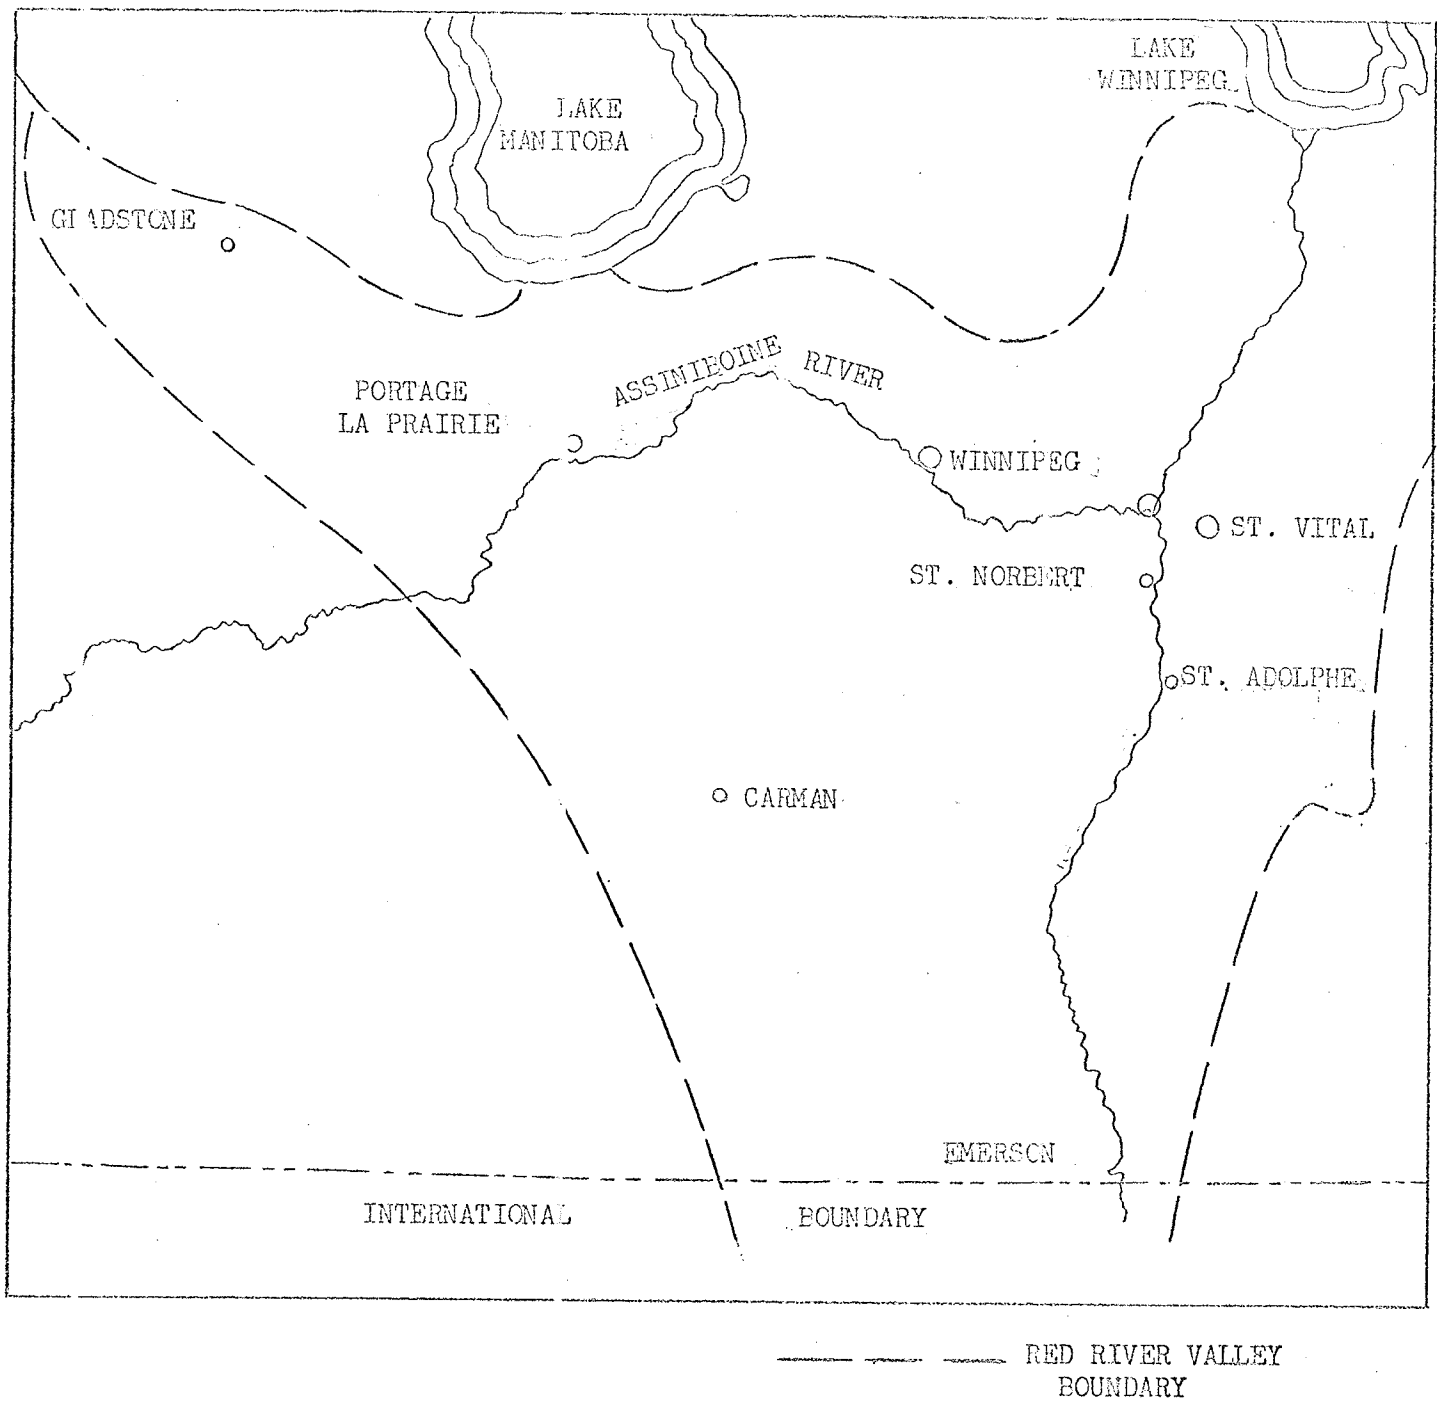 LAKE
WINNIPEG
LAKE
MANITOBA
GLADSTONE
ASSINIBOINE RIVER
PORTAGE
LA PRAIRIE
WINNIPEG
ST. VITAL
ST. NORBERT
ST. ADOLPHE
CARMAN
EMERSON
INTERNATIONAL BOUNDARY
RED RIVER VALLEY
BOUNDARY